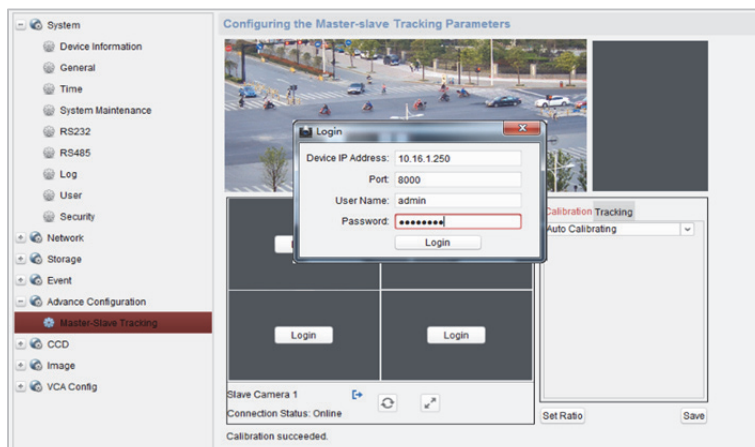 System
Device Information
General
Time
System Maintenance
RS232
RS485
Log
User
Security
Network
Storage
Event
Advance Configuration
Master-Slave Tracking
CCD
Image
VCA Config
Configuring the Master-slave Tracking Parameters
Login
Device IP Address: 10.16.1.250
Port: 8000
User Name: admin
Password: ●●●●●●●●
Login
Calibration Tracking
Auto Calibrating
Login Login
Slave Camera 1
Connection Status: Online
Set Ratio Save
Calibration succeeded.